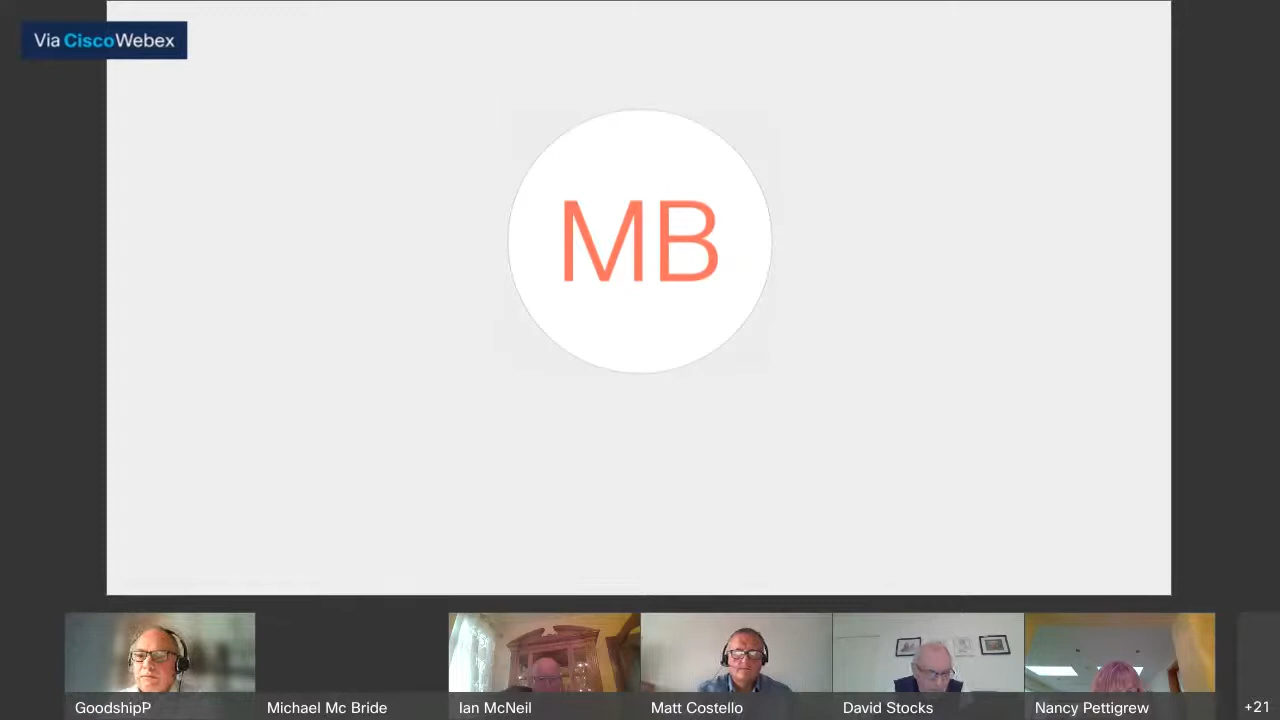 Via CiscoWebex
MB
GoodshipP
Michael Mc Bride
Ian McNeil
Matt Costello
David Stocks
Nancy Pettigrew
+21